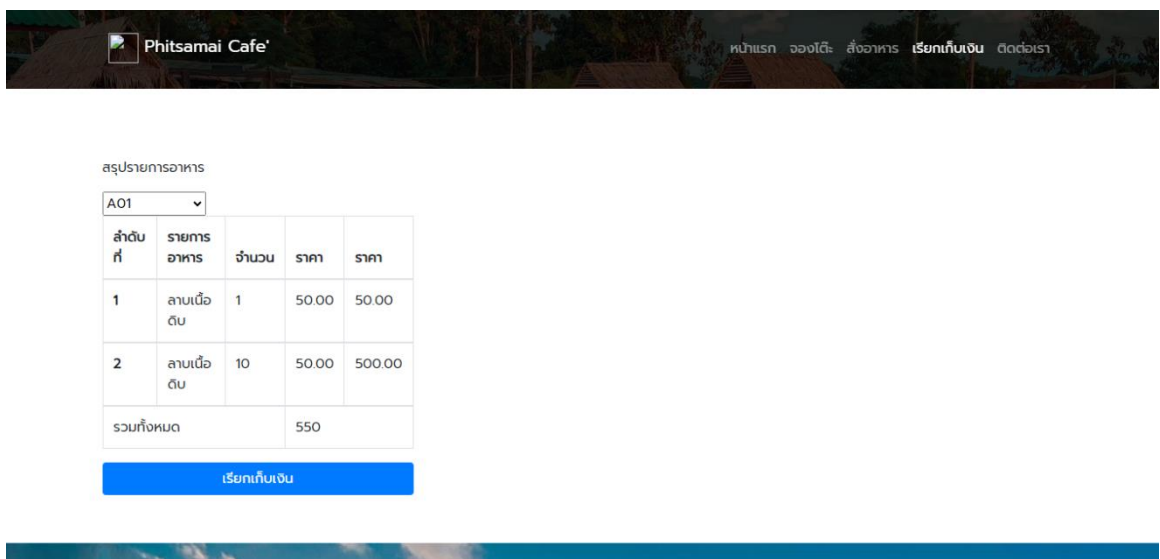 Phitsamai Cafe'
หน้าแรก จองโต๊ะ สั่งอาหาร เรียกเก็บเงิน ติดต่อเรา
สรุปรายการอาหาร
A01
ลำดับที่ รายการอาหาร จำนวน ราคา ราคา
1 ลาบเนื้อดิบ 1 50.00 50.00
2 ลาบเนื้อดิบ 10 50.00 500.00
รวมทั้งหมด 550
เรียกเก็บเงิน